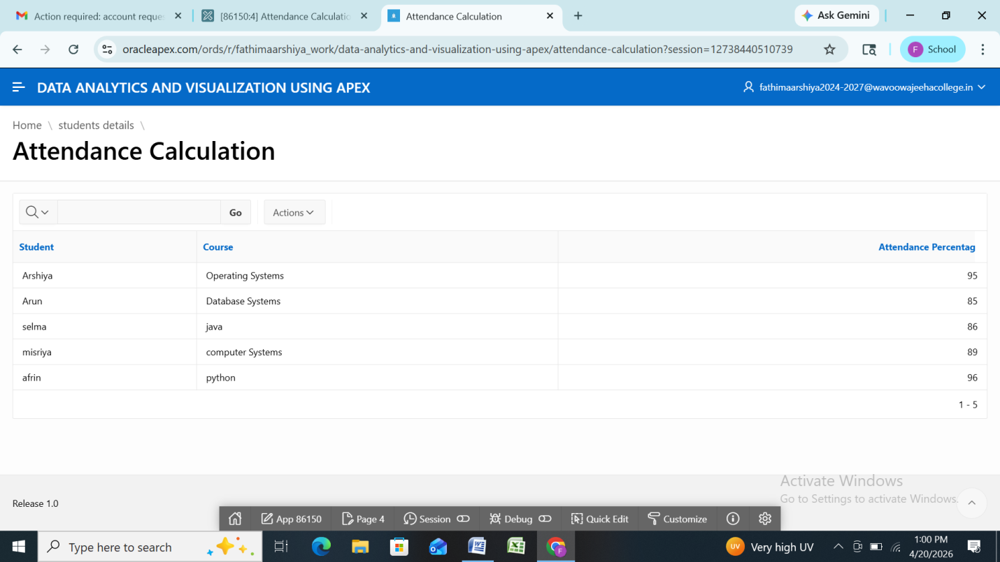 Action required: account reque
[86150:4] Attendance Calculatio
Attendance Calculation
Ask Gemini
oracleapex.com/ords/r/fathimaarshiya_work/data-analytics-and-visualization-using-apex/attendance-calculation?session=12738440510739
F School
DATA ANALYTICS AND VISUALIZATION USING APEX
fathimaarshiya2024-2027@wavoowajeehacollege.in
Home \ students details \
Attendance Calculation
Go
Actions
Student Course Attendance Percentag
Arshiya Operating Systems 95
Arun Database Systems 85
selma java 86
misriya computer Systems 89
afrin python 96
1 - 5
Activate Windows
Go to Settings to activate Windows.
Release 1.0
App 86150 Page 4 Session Debug Quick Edit Customize
Type here to search
F
UV Very high UV
1:00 PM
4/20/2026